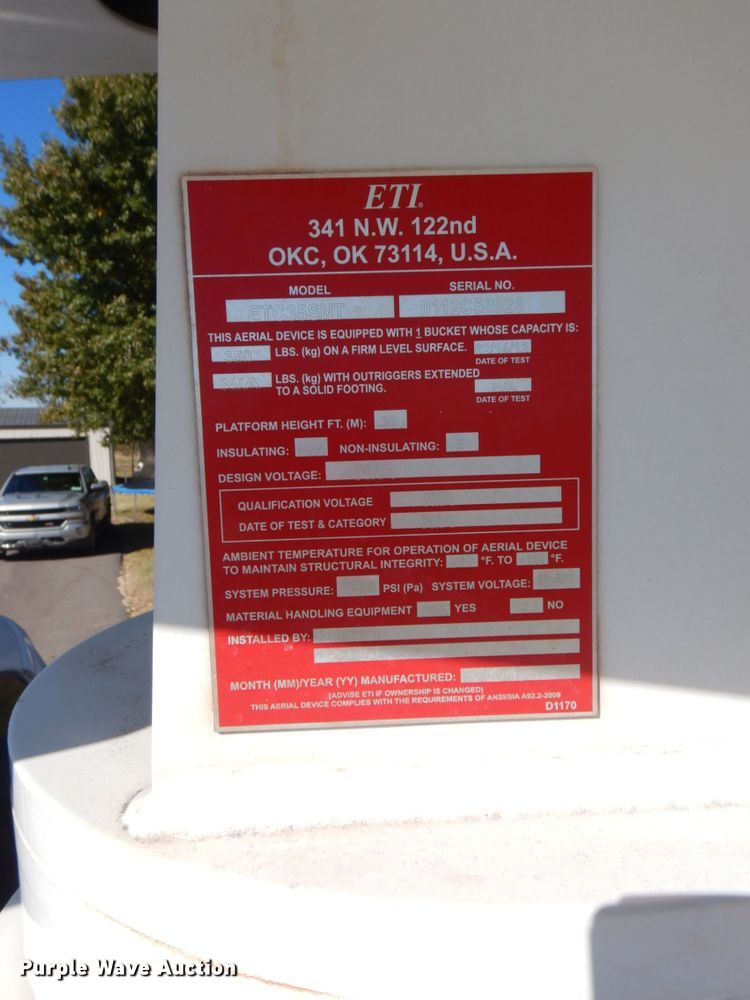 ETI®
341 N.W. 122nd
OKC, OK 73114, U.S.A.
MODEL SERIAL NO.
ETC35SNT 0112C53926
THIS AERIAL DEVICE IS EQUIPPED WITH 1 BUCKET WHOSE CAPACITY IS:
350 LBS. (kg) ON A FIRM LEVEL SURFACE.
DATE OF TEST
N/A LBS. (kg) WITH OUTRIGGERS EXTENDED N/A
TO A SOLID FOOTING.
DATE OF TEST
PLATFORM HEIGHT FT. (M): 35
INSULATING: NON-INSULATING: X
DESIGN VOLTAGE: N/A
QUALIFICATION VOLTAGE N/A
DATE OF TEST & CATEGORY
AMBIENT TEMPERATURE FOR OPERATION OF AERIAL DEVICE
TO MAINTAIN STRUCTURAL INTEGRITY: °F. TO °F.
SYSTEM PRESSURE: PSI (Pa) SYSTEM VOLTAGE:
MATERIAL HANDLING EQUIPMENT YES NO
INSTALLED BY:
MONTH (MM)/YEAR (YY) MANUFACTURED:
(ADVISE ETI IF OWNERSHIP IS CHANGED)
THIS AERIAL DEVICE COMPLIES WITH THE REQUIREMENTS OF ANSI/SIA A92.2-2009
D1170
Purple Wave Auction